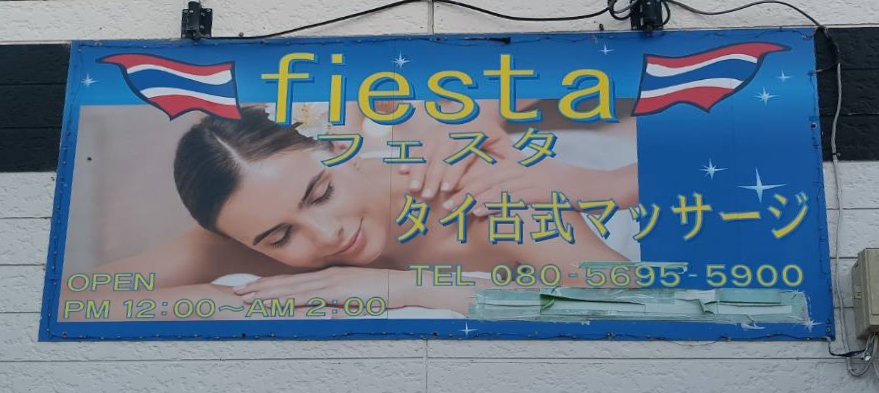 fiesta
フェスタ
タイ古式マッサージ
TEL 080-5695-5900
OPEN
PM 12:00～AM 2:00